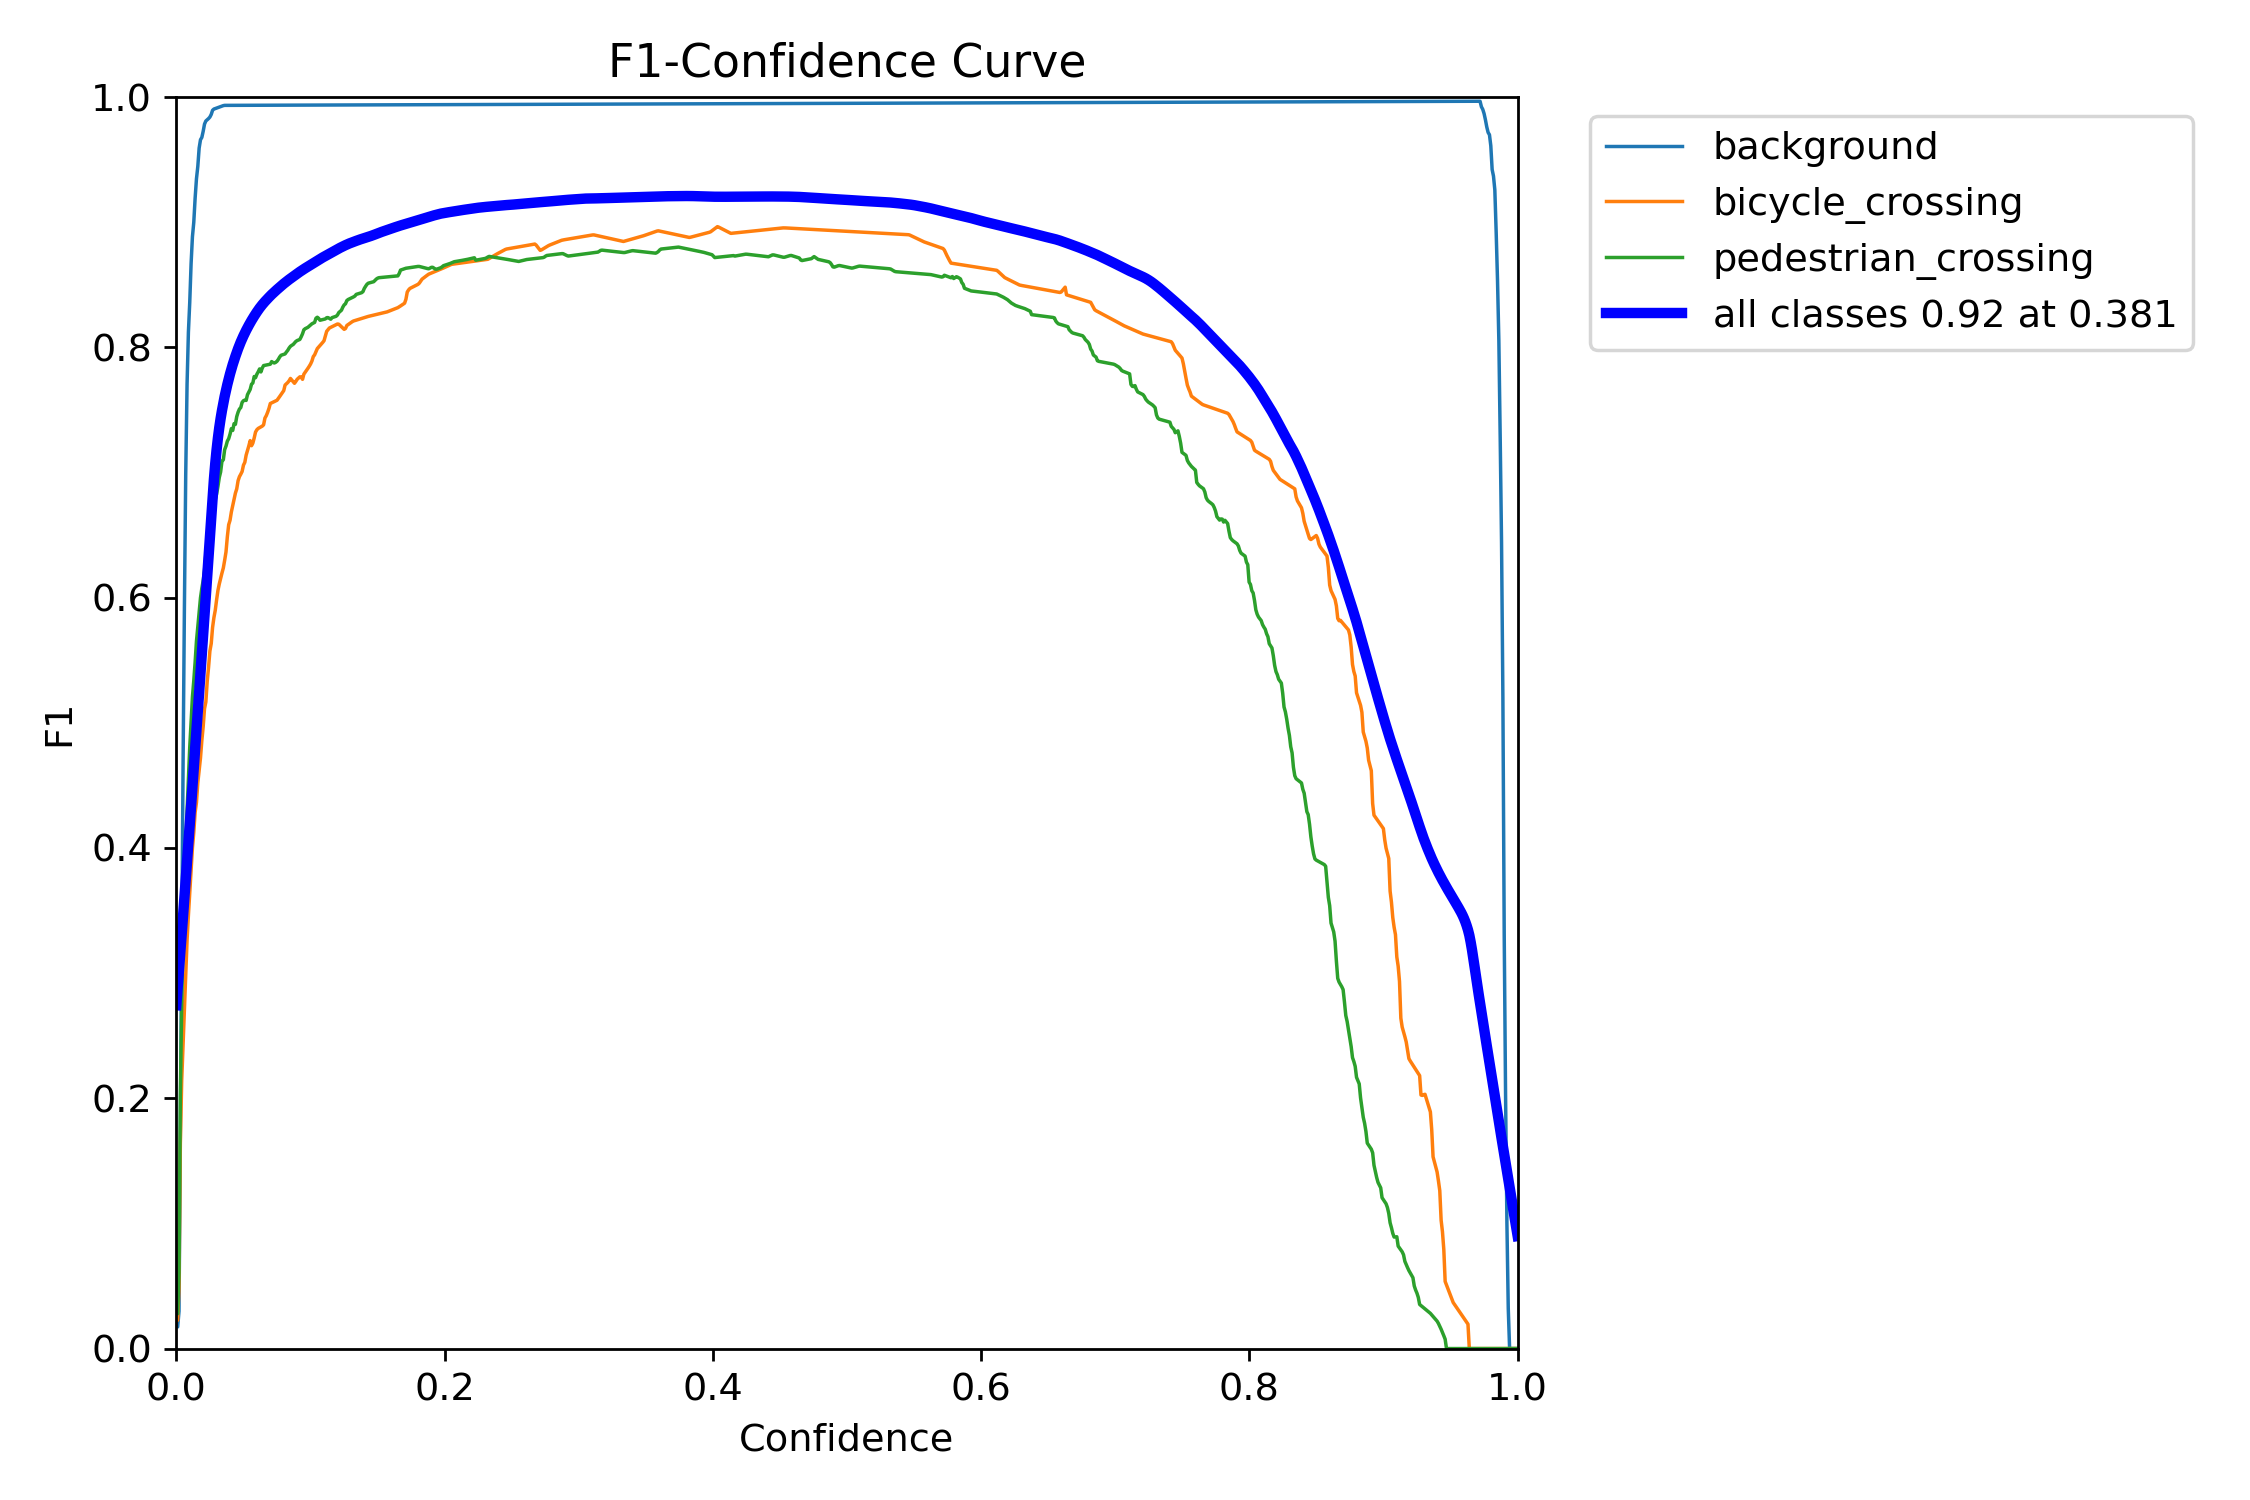 F1-Confidence Curve
1.0
0.8
0.6
0.4
0.2
0.0
F1
0.0 0.2 0.4 0.6 0.8 1.0
Confidence
background
bicycle_crossing
pedestrian_crossing
all classes 0.92 at 0.381